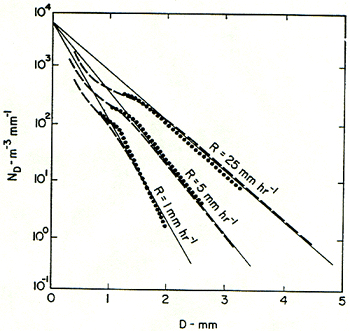 10⁴
10³
10²
10¹
10⁰
10⁻¹
N_D - m⁻³ mm⁻¹
R = 25 mm hr⁻¹
R = 5 mm hr⁻¹
R = 1 mm hr⁻¹
0 1 2 3 4 5
D - mm